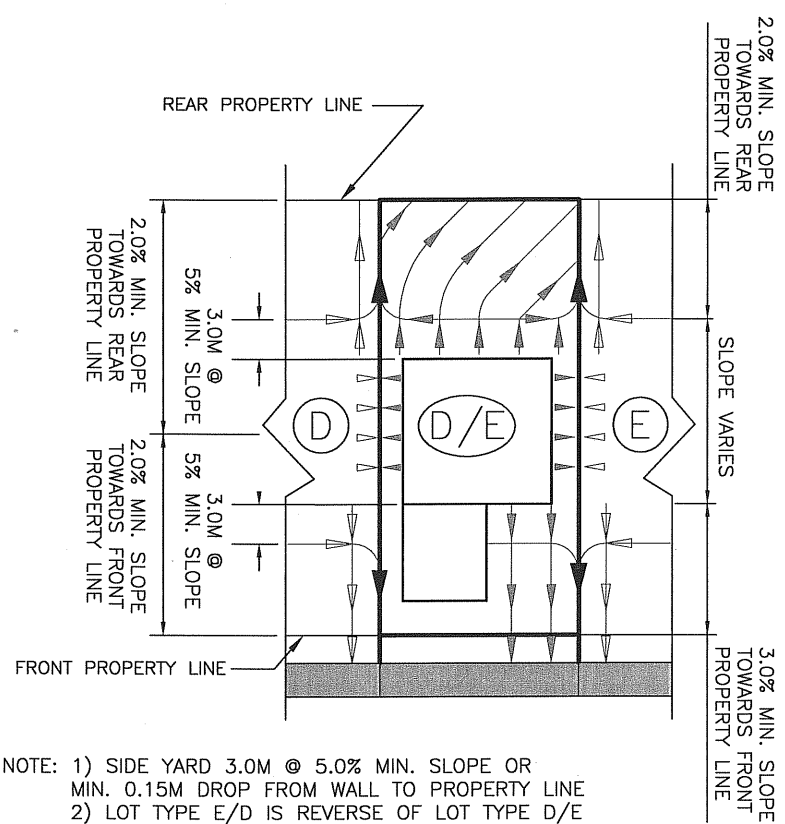 2.0% MIN. SLOPE
TOWARDS REAR
PROPERTY LINE
REAR PROPERTY LINE
2.0% MIN. SLOPE
TOWARDS REAR
PROPERTY LINE
3.0M @
5% MIN. SLOPE
SLOPE VARIES
D
D/E
E
2.0% MIN. SLOPE
TOWARDS FRONT
PROPERTY LINE
3.0M @
5% MIN. SLOPE
3.0% MIN. SLOPE
TOWARDS FRONT
PROPERTY LINE
FRONT PROPERTY LINE
NOTE: 1) SIDE YARD 3.0M @ 5.0% MIN. SLOPE OR
MIN. 0.15M DROP FROM WALL TO PROPERTY LINE
2) LOT TYPE E/D IS REVERSE OF LOT TYPE D/E